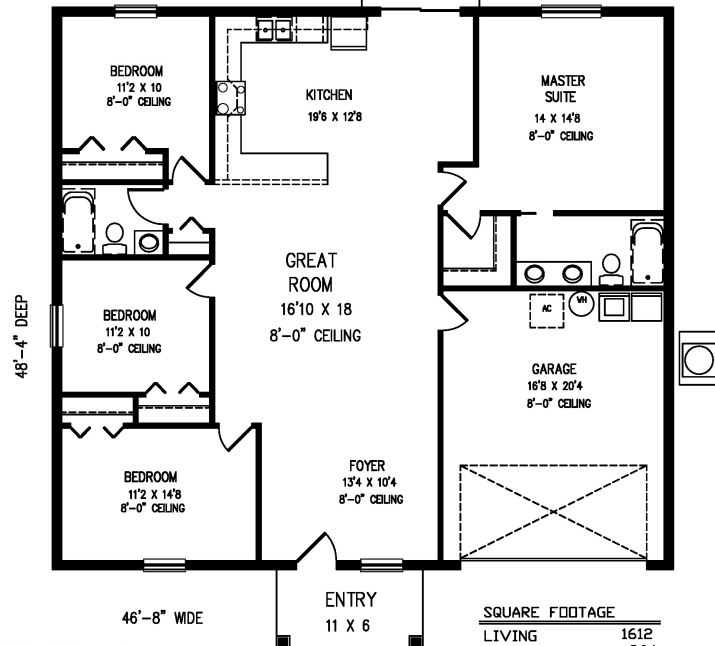 BEDROOM
11'2 X 10
8'-0" CEILING
KITCHEN
19'6 X 12'8
MASTER
SUITE
14 X 14'8
8'-0" CEILING
GREAT
ROOM
16'10 X 18
8'-0" CEILING
BEDROOM
11'2 X 10
8'-0" CEILING
48'-4" DEEP
AC
WH
GARAGE
16'8 X 20'4
8'-0" CEILING
BEDROOM
11'2 X 14'8
8'-0" CEILING
FOYER
13'4 X 10'4
8'-0" CEILING
46'-8" WIDE
ENTRY
11 X 6
SQUARE FOOTAGE
LIVING 1612